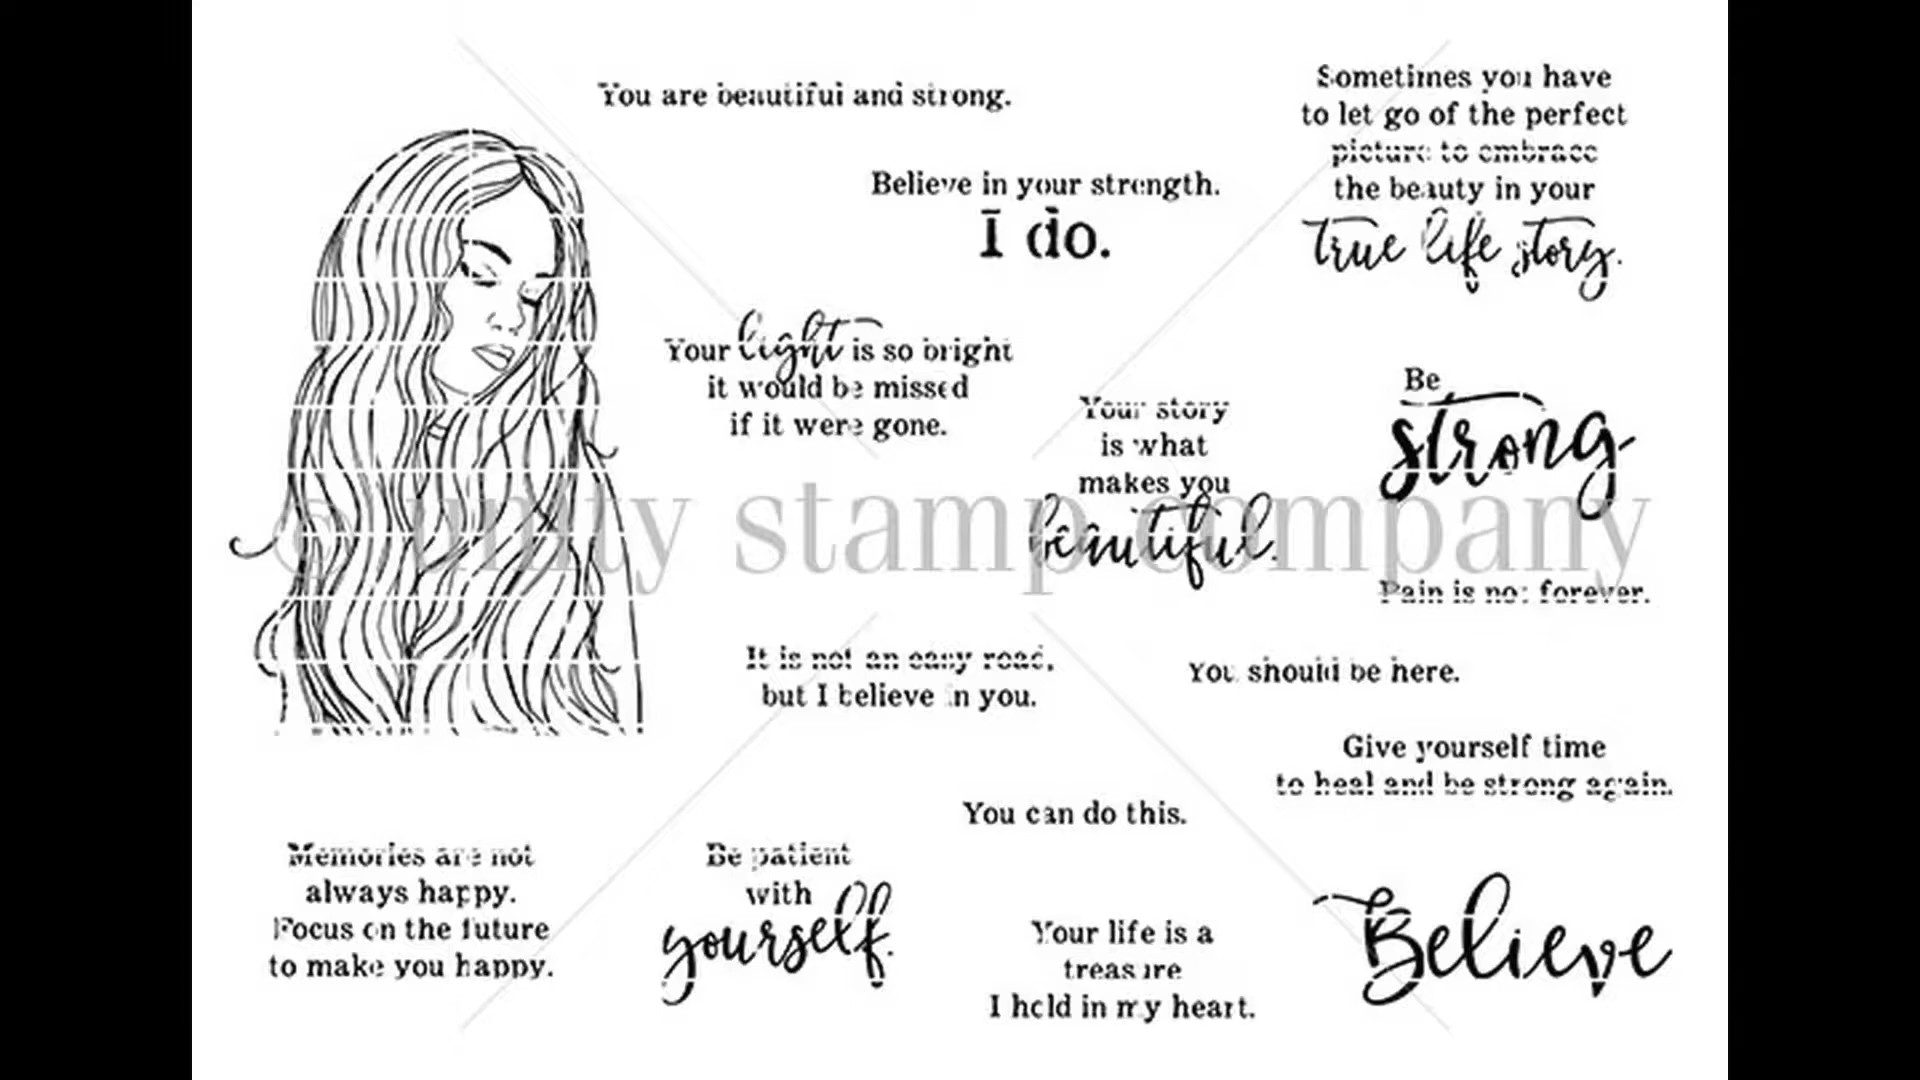 You are beautiful and strong.
Believe in your strength.
I do.
Sometimes you have
to let go of the perfect
picture to embrace
the beauty in your
true life story.
Your light is so bright
it would be missed
if it were gone.
Your story
is what
makes you
beautiful.
Be
strong
© unity stamp company
Pain is not forever.
It is not an easy road,
but I believe in you.
You should be here.
Give yourself time
to heal and be strong again.
You can do this.
Memories are not
always happy.
Focus on the future
to make you happy.
Be patient
with
yourself.
Your life is a
treasure
I hold in my heart.
Believe